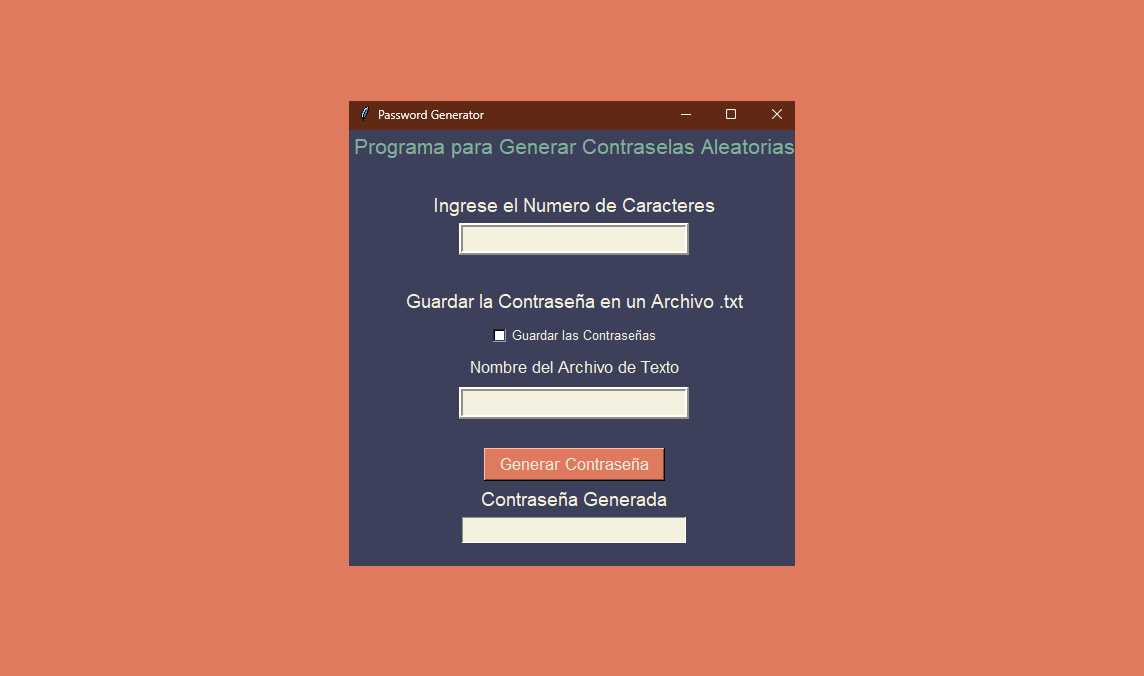 Password Generator
Programa para Generar Contraselas Aleatorias
Ingrese el Numero de Caracteres
Guardar la Contraseña en un Archivo .txt
Guardar las Contraseñas
Nombre del Archivo de Texto
Generar Contraseña
Contraseña Generada